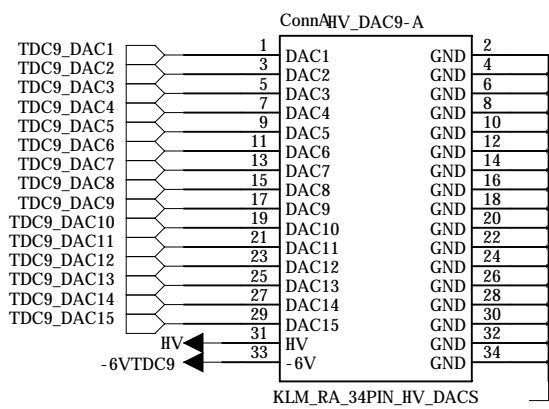 ConnA HV_DAC9-A
TDC9_DAC1 1 DAC1 GND 2
TDC9_DAC2 3 DAC2 GND 4
TDC9_DAC3 5 DAC3 GND 6
TDC9_DAC4 7 DAC4 GND 8
TDC9_DAC5 9 DAC5 GND 10
TDC9_DAC6 11 DAC6 GND 12
TDC9_DAC7 13 DAC7 GND 14
TDC9_DAC8 15 DAC8 GND 16
TDC9_DAC9 17 DAC9 GND 18
TDC9_DAC10 19 DAC10 GND 20
TDC9_DAC11 21 DAC11 GND 22
TDC9_DAC12 23 DAC12 GND 24
TDC9_DAC13 25 DAC13 GND 26
TDC9_DAC14 27 DAC14 GND 28
TDC9_DAC15 29 DAC15 GND 30
HV 31 HV GND 32
-6VTDC9 33 -6V GND 34
KLM_RA_34PIN_HV_DACS